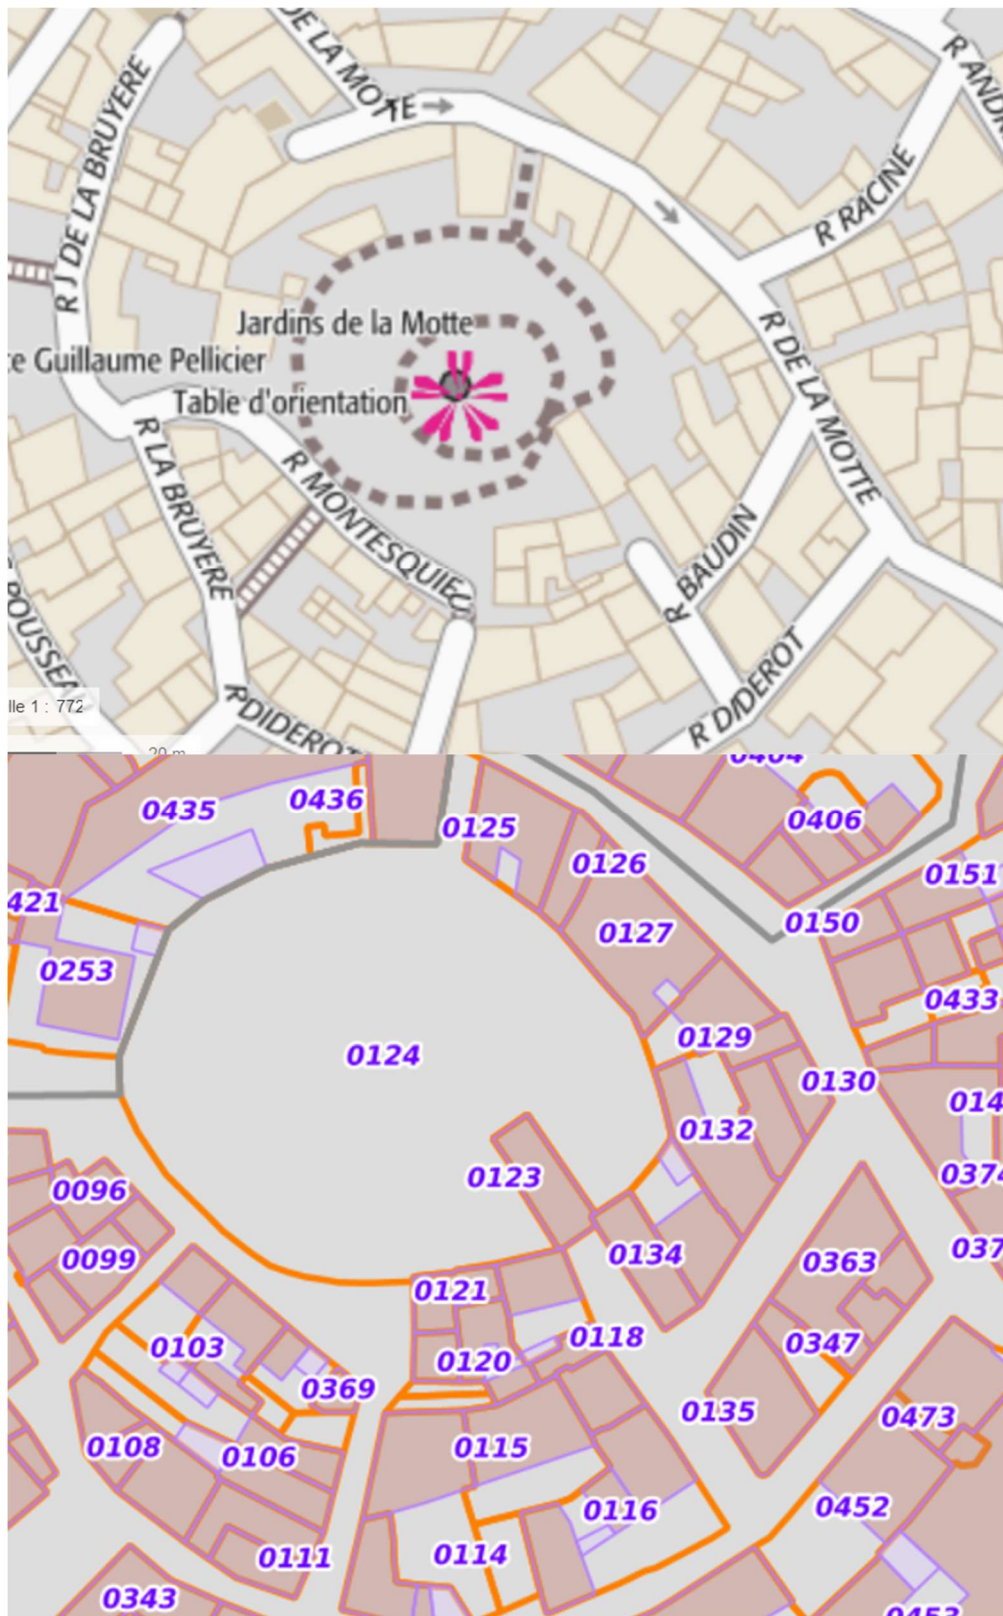 DE LA MOTTE
R ANDR
R J DE LA BRUYERE
R RACINE
Jardins de la Motte
R DE LA MOTTE
te Guillaume Pellicier
Table d'orientation
R LA BRUYERE
R MONTESQUIEU
R BAUDIN
POUSSEA
lle 1 : 772
R DIDEROT
R DIDEROT
20 m
0404
0436
0435
0406
0125
0126
0151
421
0150
0127
0253
0433
0129
0124
0130
014
0132
0374
0123
0096
037
0134
0363
0099
0121
0118
0347
0103
0120
0369
0135
0473
0108
0115
0106
0452
0116
0114
0111
0343
0453